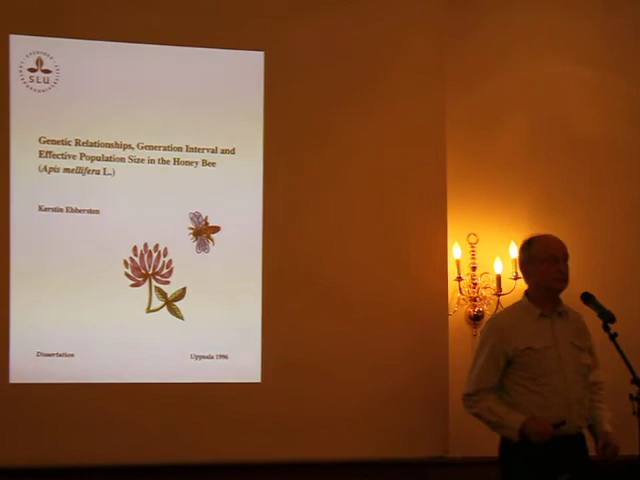 SLU
Genetic Relationships, Generation Interval and
Effective Population Size in the Honey Bee
(Apis mellifera L.)
Kerstin Ebbersten
Dissertation
Uppsala 1996